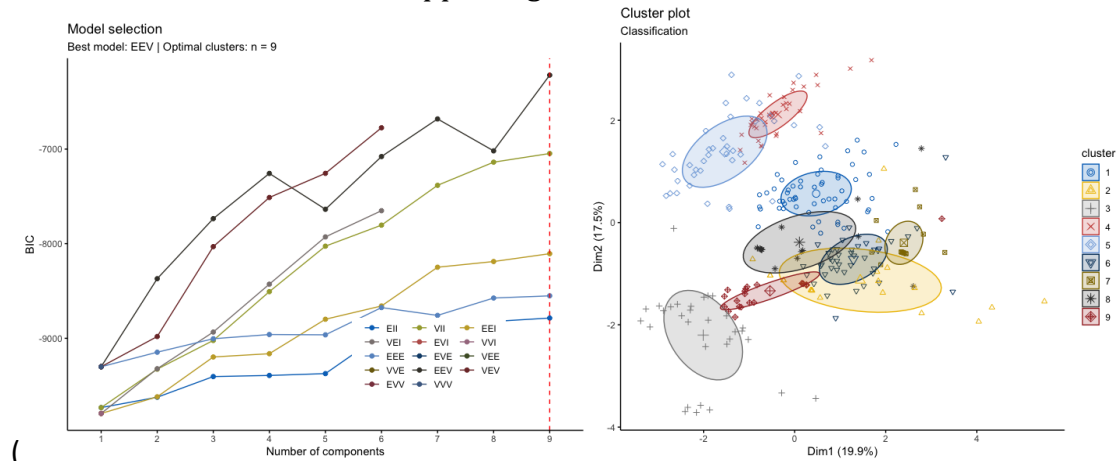 Model selection
Best model: EEV | Optimal clusters: n = 9
BIC
-7000
-8000
-9000
EII
VII
EEI
VEI
EVI
VVI
EEE
EVE
VEE
VVE
EEV
VEV
EVV
VVV
1 2 3 4 5 6 7 8 9
Number of components
Cluster plot
Classification
Dim2 (17.5%)
2
0
-2
-4
-2 0 2 4
Dim1 (19.9%)
cluster
1
2
3
4
5
6
7
8
9
(